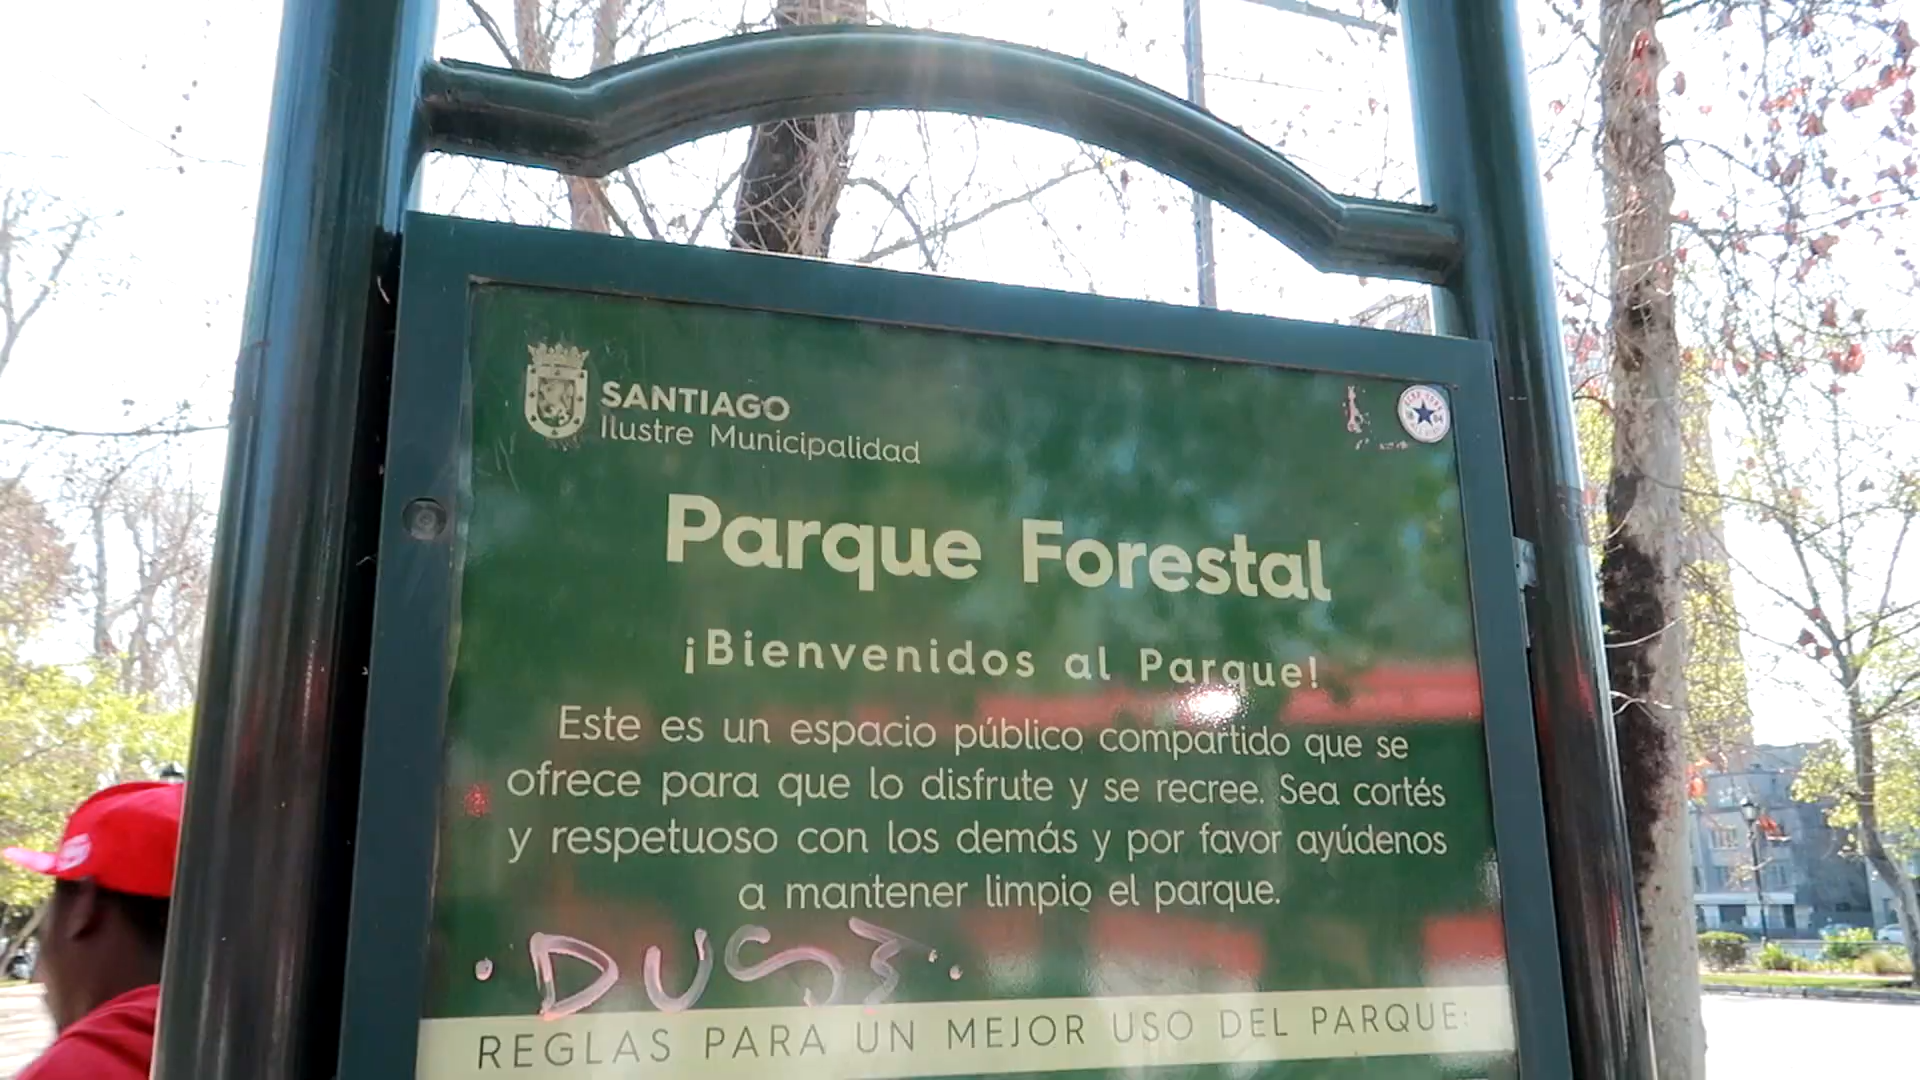 SANTIAGO
Ilustre Municipalidad
Parque Forestal
¡Bienvenidos al Parque!
Este es un espacio público compartido que se
ofrece para que lo disfrute y se recree. Sea cortés
y respetuoso con los demás y por favor ayúdenos
a mantener limpio el parque.
REGLAS PARA UN MEJOR USO DEL PARQUE: